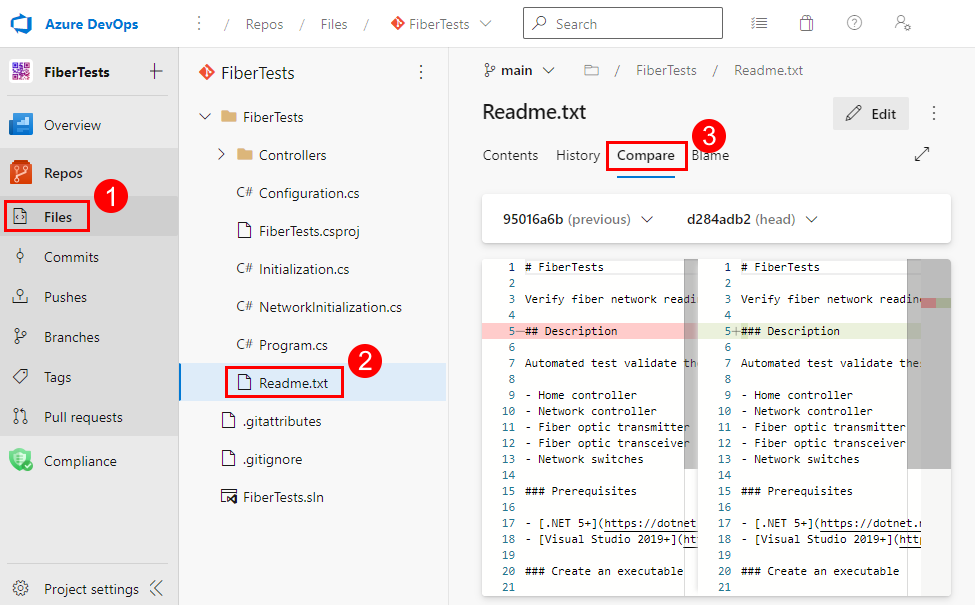 Azure DevOps
/ Repos / Files / FiberTests
Search
FiberTests
Overview
Repos
1
Files
Commits
Pushes
Branches
Tags
Pull requests
Compliance
Project settings
FiberTests
FiberTests
Controllers
C# Configuration.cs
FiberTests.csproj
C# Initialization.cs
C# NetworkInitialization.cs
C# Program.cs
2
Readme.txt
.gitattributes
.gitignore
FiberTests.sln
main / FiberTests / Readme.txt
Readme.txt
Edit
3
Contents History Compare Blame
95016a6b (previous) d284adb2 (head)
1 # FiberTests
2
3 Verify fiber network readi
4
5-## Description
6
7 Automated test validate th
8
9 - Home controller
10 - Network controller
11 - Fiber optic transmitter
12 - Fiber optic transceiver
13 - Network switches
14
15 ### Prerequisites
16
17 - [.NET 5+](https://dotnet
18 - [Visual Studio 2019+](ht
19
20 ### Create an executable
21
1 # FiberTests
2
3 Verify fiber network readin
4
5+### Description
6
7 Automated test validate the
8
9 - Home controller
10 - Network controller
11 - Fiber optic transmitter
12 - Fiber optic transceiver
13 - Network switches
14
15 ### Prerequisites
16
17 - [.NET 5+](https://dotnet.
18 - [Visual Studio 2019+](htt
19
20 ### Create an executable
21